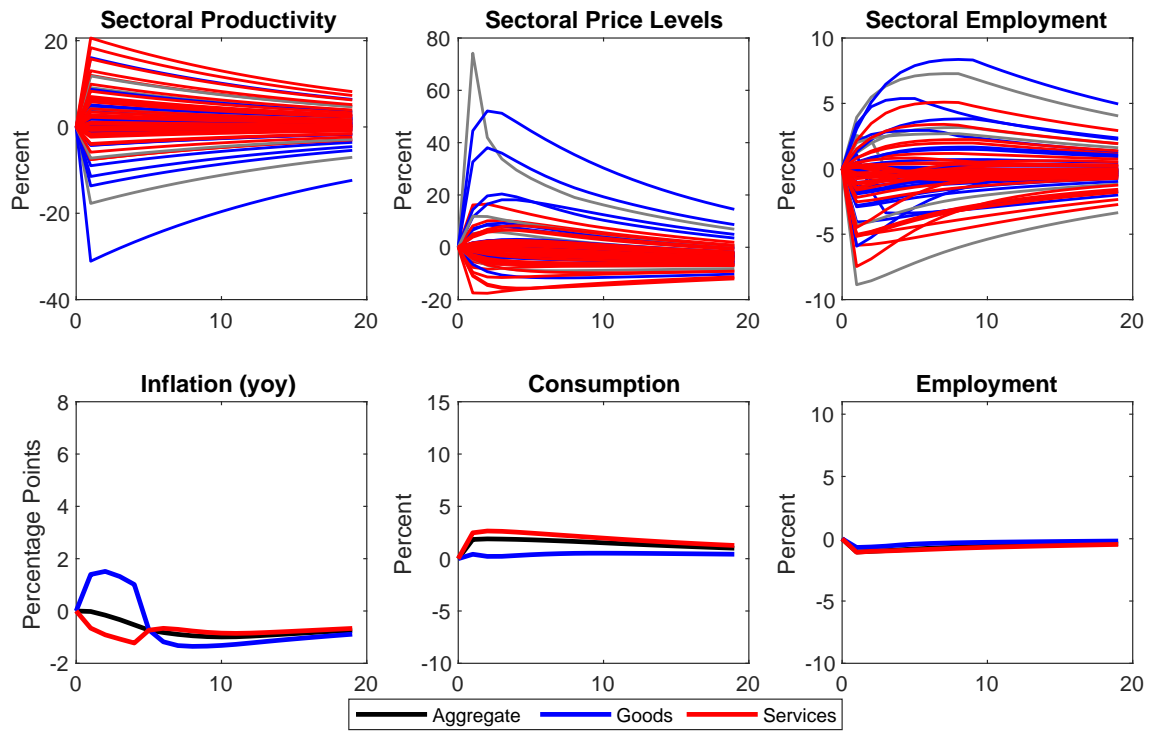 Sectoral Productivity
Percent
20
0
-20
-40
0 10 20
Sectoral Price Levels
Percent
80
60
40
20
0
-20
0 10 20
Sectoral Employment
Percent
10
5
0
-5
-10
0 10 20
Inflation (yoy)
Percentage Points
8
6
4
2
0
-2
0 10 20
Consumption
Percent
15
10
5
0
-5
-10
0 10 20
Employment
Percent
10
5
0
-5
-10
0 10 20
Aggregate Goods Services